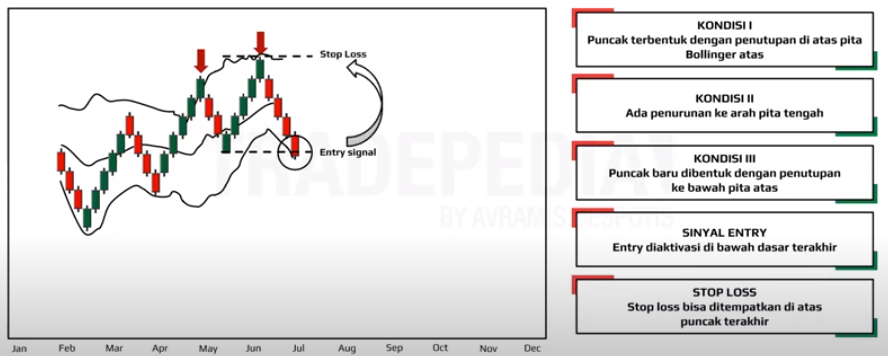 Stop Loss
Entry signal
Jan Feb Mar Apr May Jun Jul Aug Sep Oct Nov Dec
KONDISI I
Puncak terbentuk dengan penutupan di atas pita
Bollinger atas
KONDISI II
Ada penurunan ke arah pita tengah
KONDISI III
Puncak baru dibentuk dengan penutupan
ke bawah pita atas
SINYAL ENTRY
Entry diaktivasi di bawah dasar terakhir
STOP LOSS
Stop loss bisa ditempatkan di atas
puncak terakhir
TRADEPEDIA